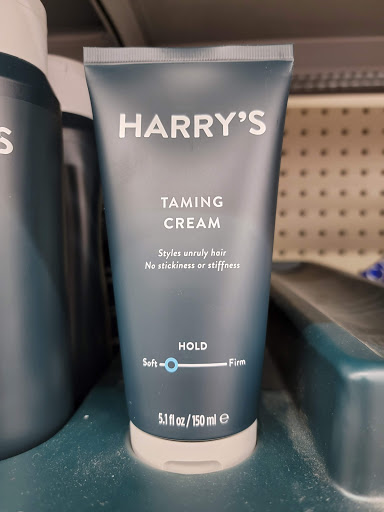 HARRY'S
TAMING
CREAM
Styles unruly hair
No stickiness or stiffness
HOLD
Soft Firm
5.1 fl oz / 150 ml ℮
S